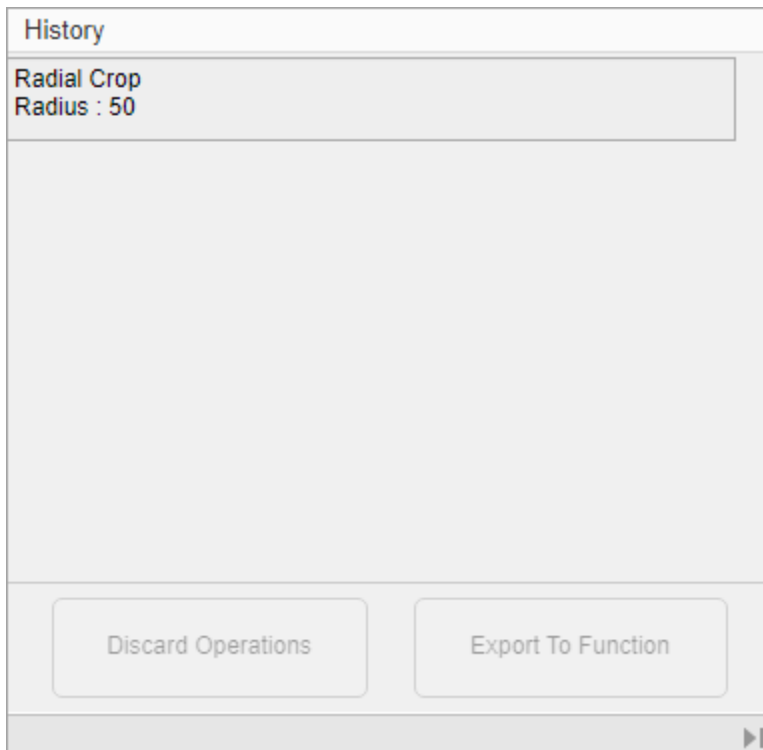 History
Radial Crop
Radius : 50
Discard Operations
Export To Function